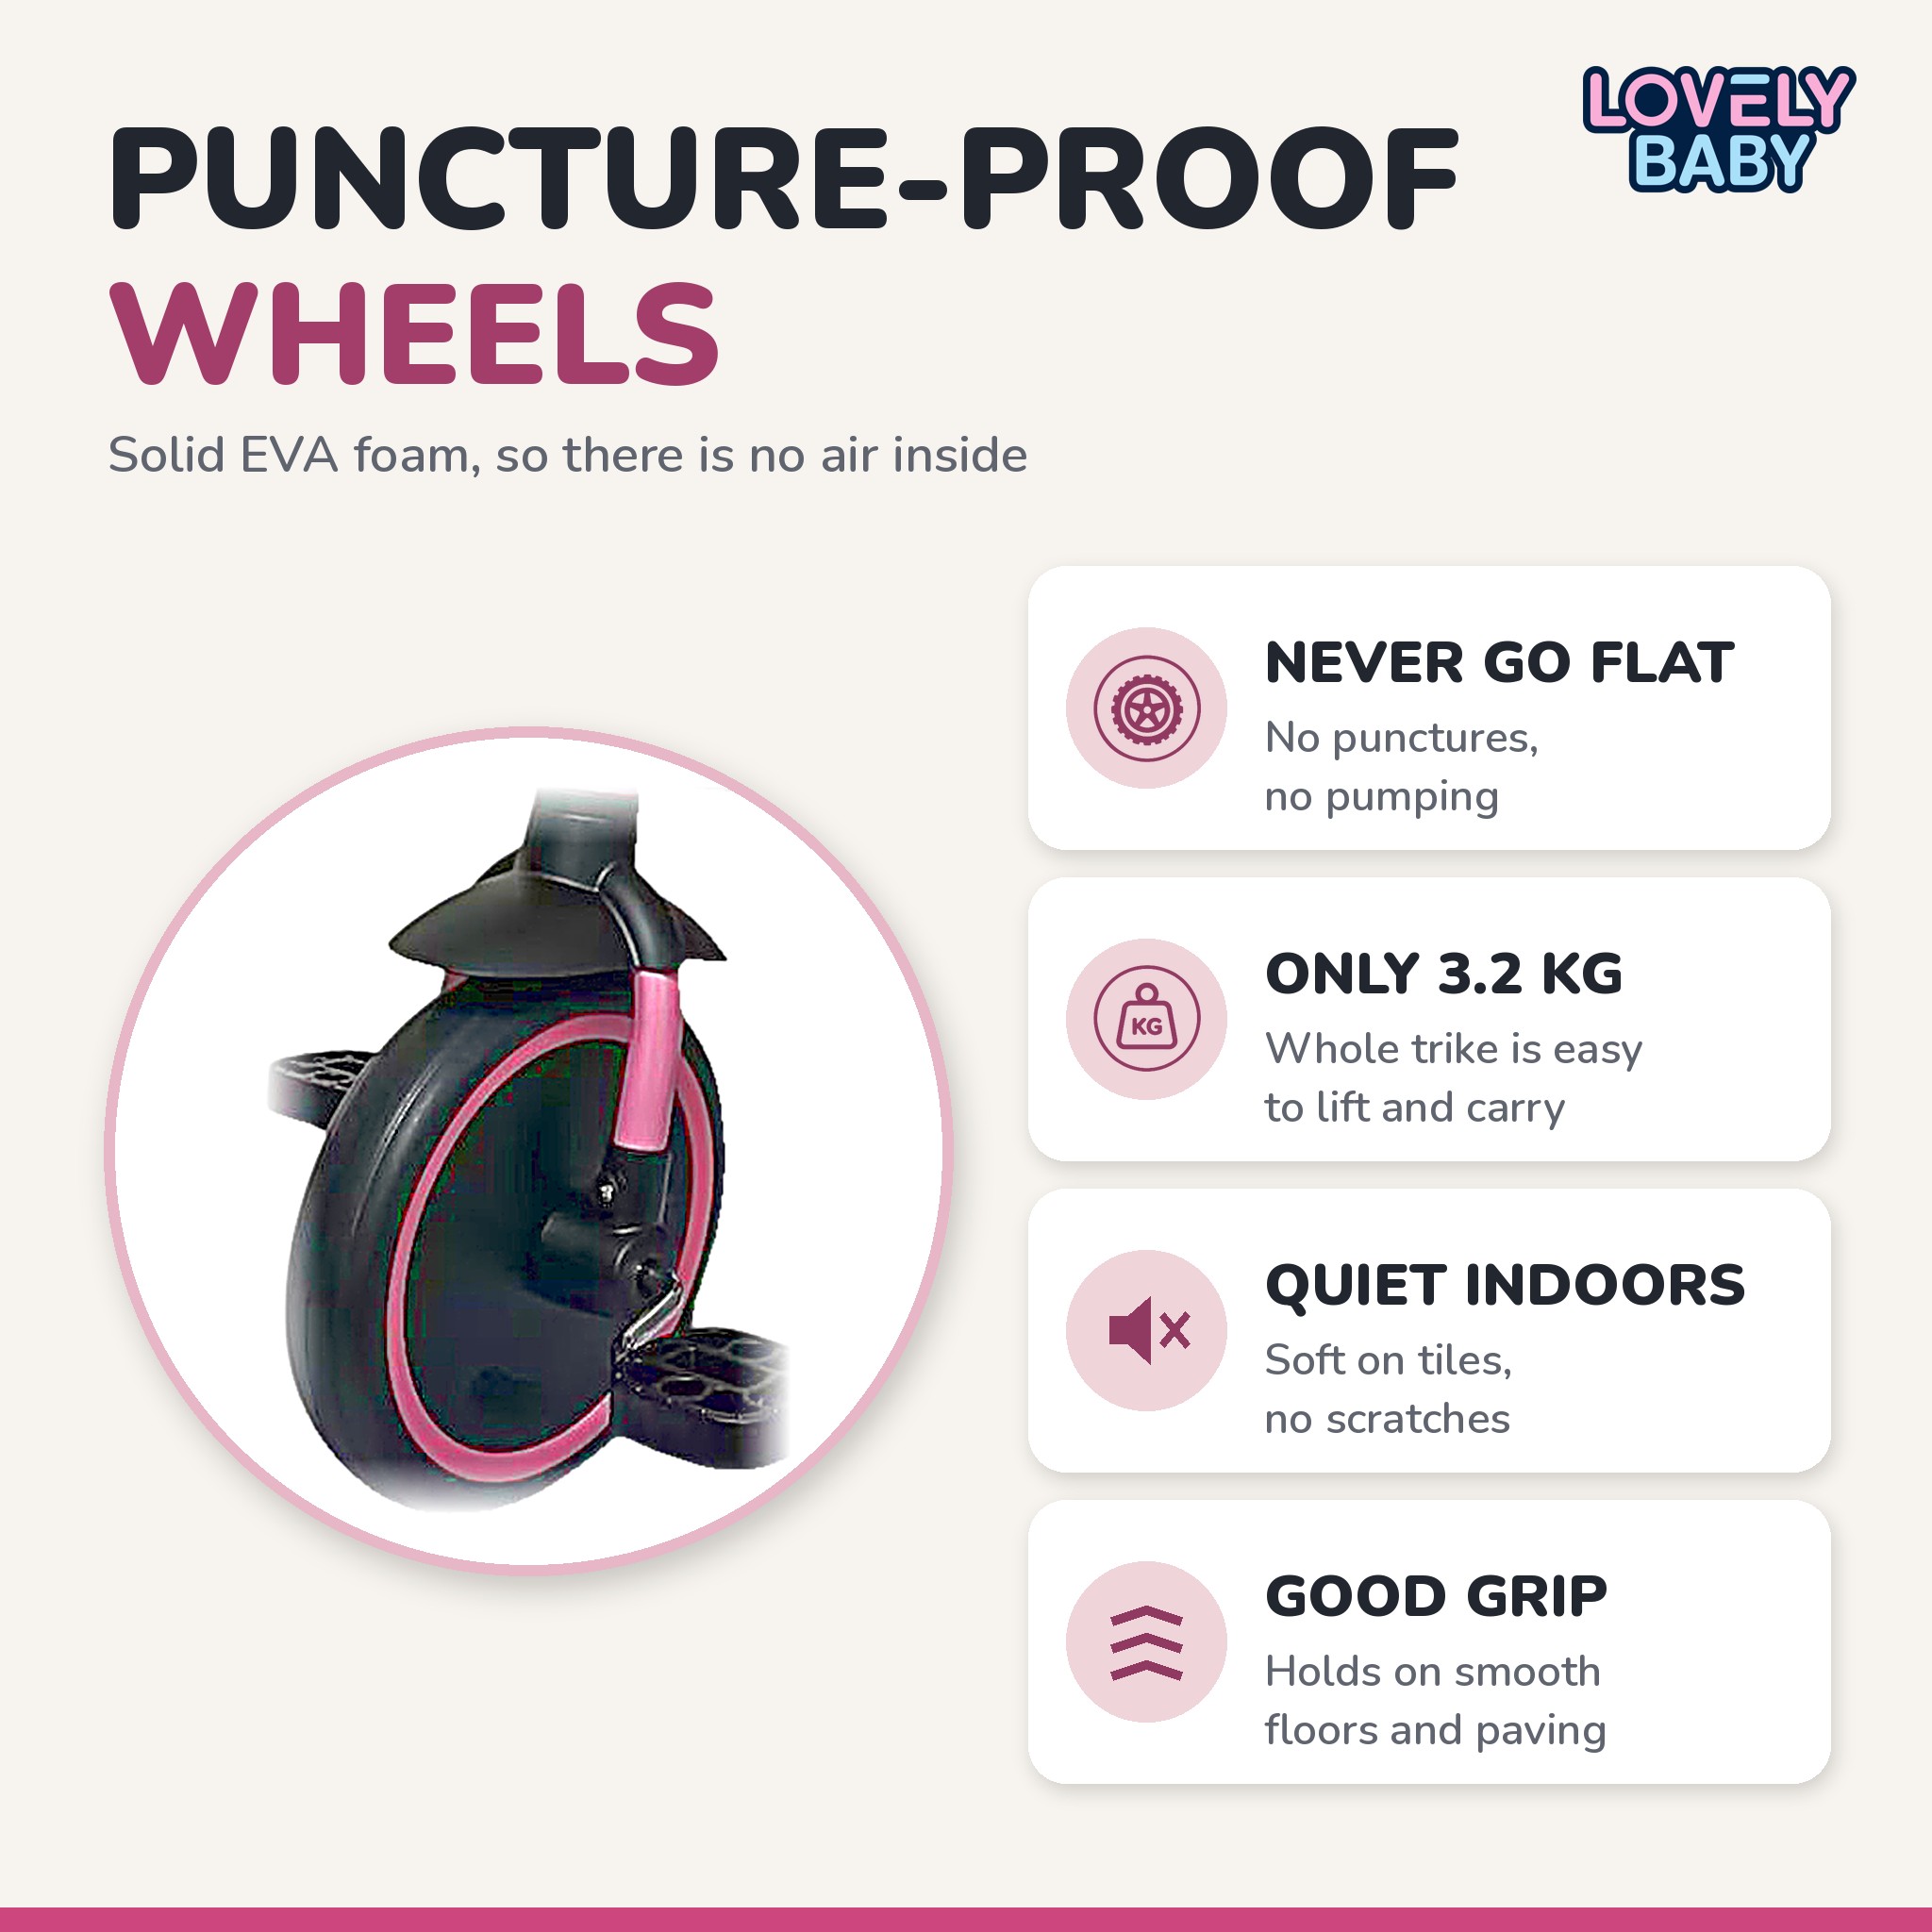 LOVELY
BABY
PUNCTURE-PROOF
WHEELS
Solid EVA foam, so there is no air inside
NEVER GO FLAT
No punctures,
no pumping
KG
ONLY 3.2 KG
Whole trike is easy
to lift and carry
QUIET INDOORS
Soft on tiles,
no scratches
GOOD GRIP
Holds on smooth
floors and paving